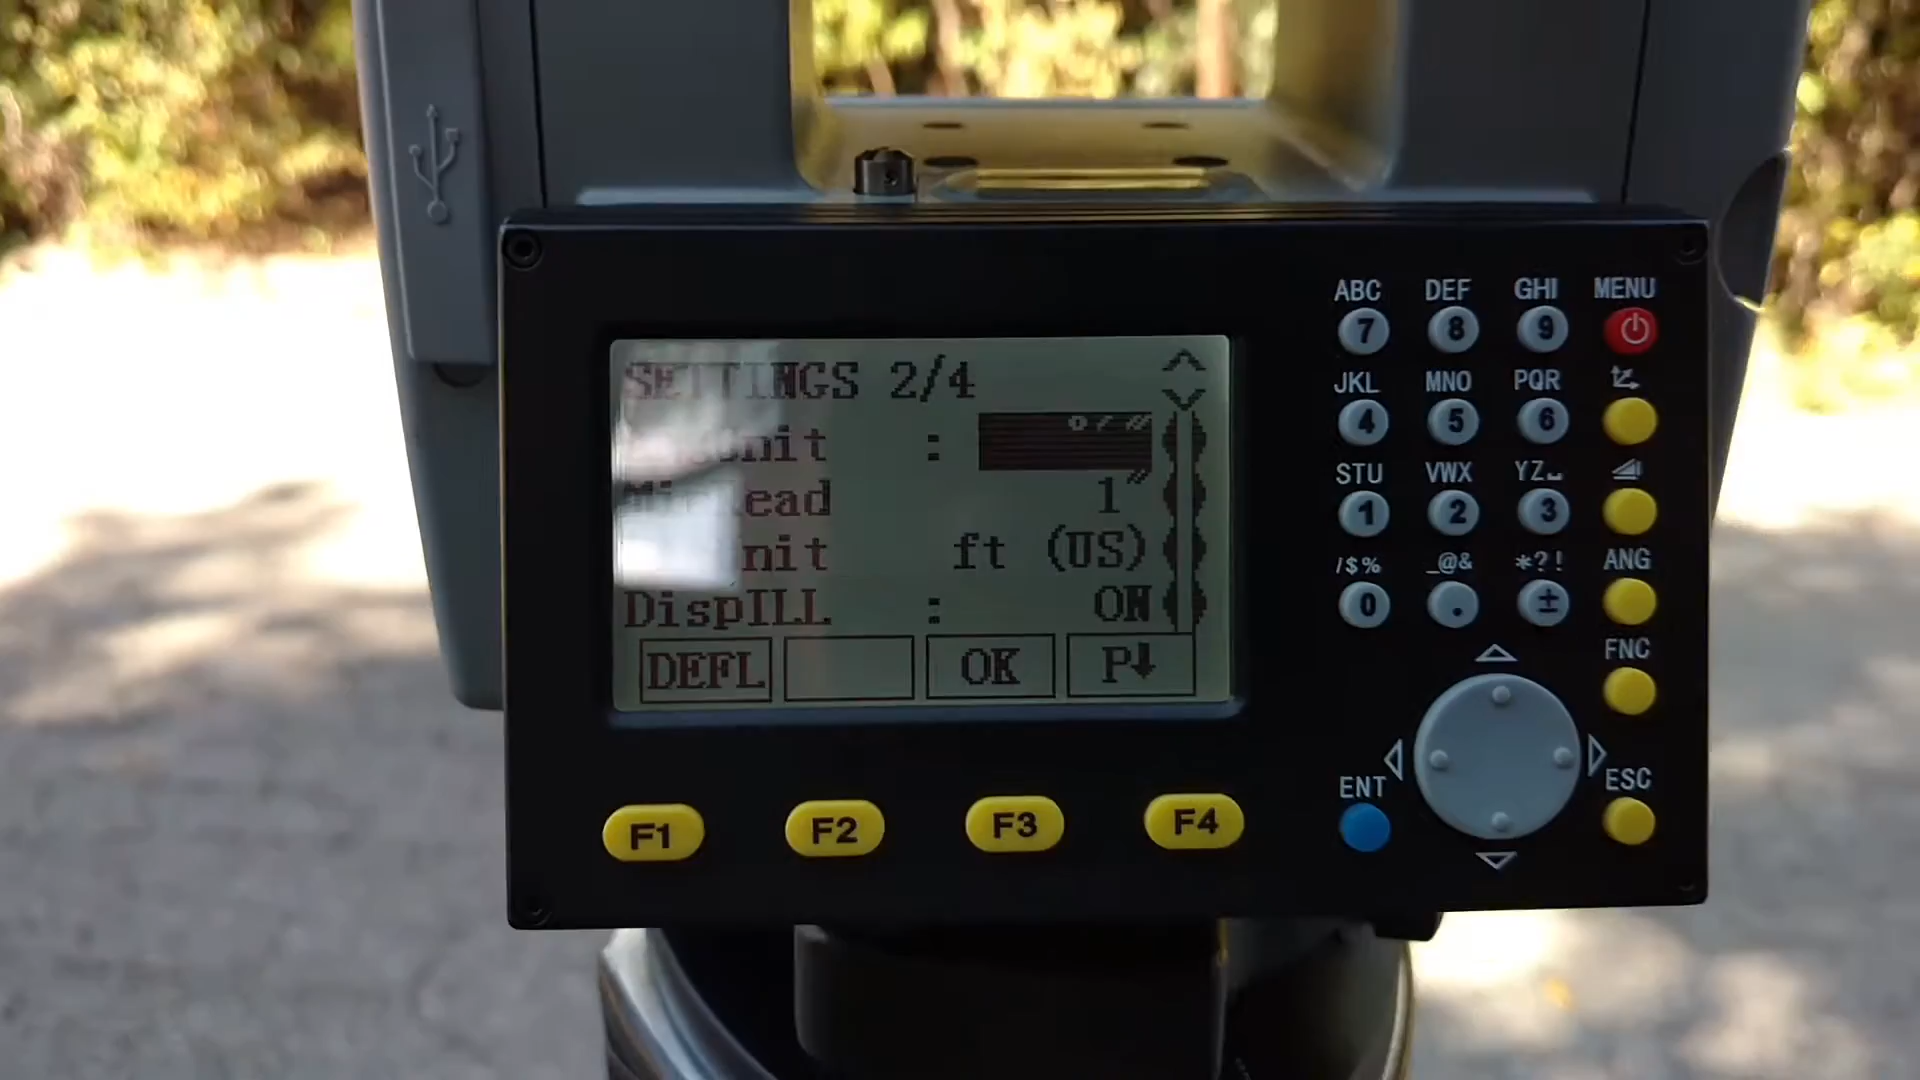 SETTINGS 2/4
: ° ' "
1"
ft (US)
DispILL : ON
DEFL OK P↓
F1 F2 F3 F4
ABC DEF GHI MENU
7 8 9
JKL MNO PQR
4 5 6
STU VWX YZ
1 2 3
/$% _@& *?! ANG
0 . ±
FNC
ENT ESC